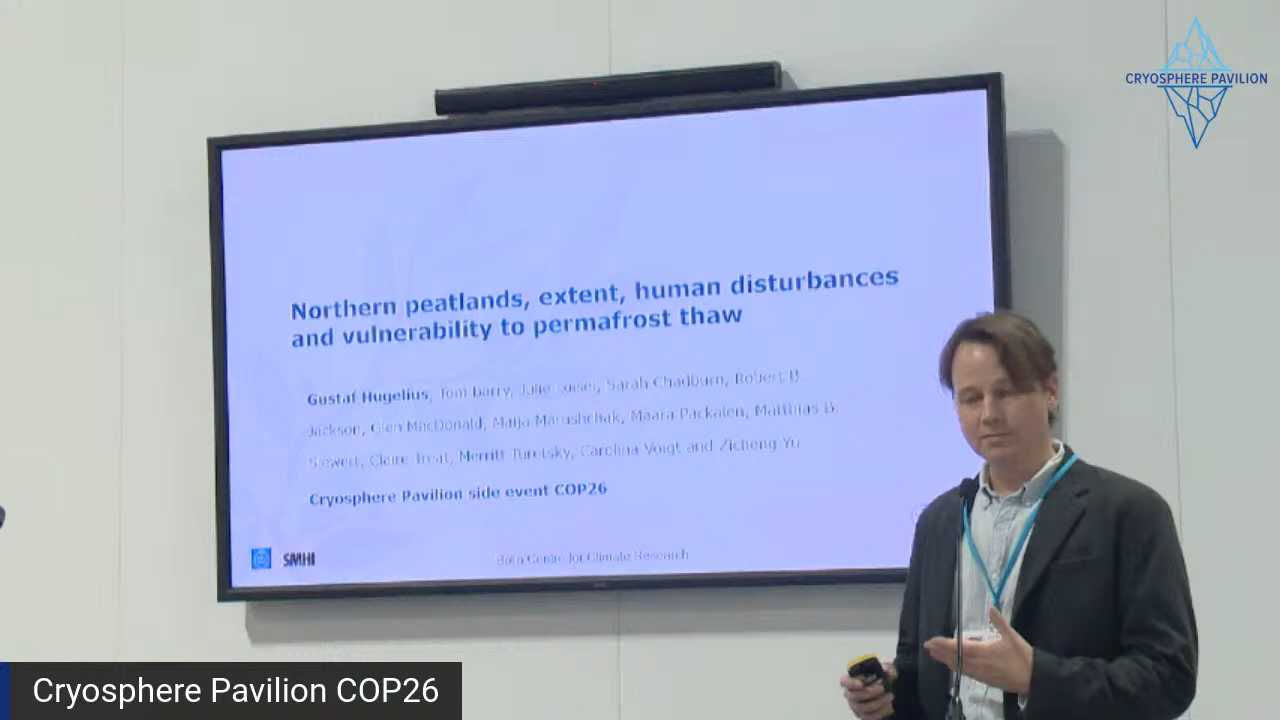 CRYOSPHERE PAVILION
Northern peatlands, extent, human disturbances
and vulnerability to permafrost thaw
Gustaf Hugelius, Tom Barry, Julie Loisel, Sarah Chadburn, Robert B.
Jackson, Glen MacDonald, Maija Marushchak, Maara Packalen, Matthias B.
Siewert, Claire Treat, Merritt Turetsky, Carolina Voigt and Zicheng Yu
Cryosphere Pavilion side event COP26
SMHI
Centre for Climate Research
Cryosphere Pavilion COP26